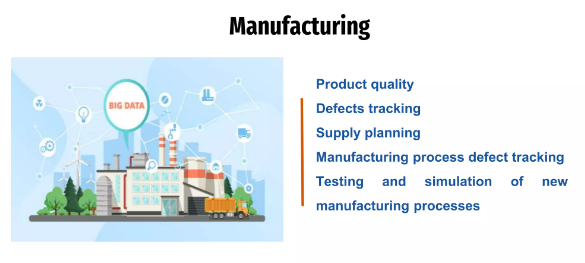 Manufacturing
BIG DATA
Product quality
Defects tracking
Supply planning
Manufacturing process defect tracking
Testing and simulation of new
manufacturing processes